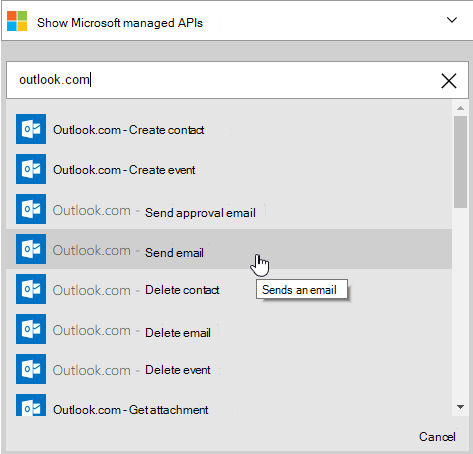 Show Microsoft managed APIs
outlook.com
Outlook.com - Create contact
Outlook.com - Create event
Outlook.com - Send approval email
Outlook.com - Send email
Sends an email
Outlook.com - Delete contact
Outlook.com - Delete email
Outlook.com - Delete event
Outlook.com - Get attachment
Cancel